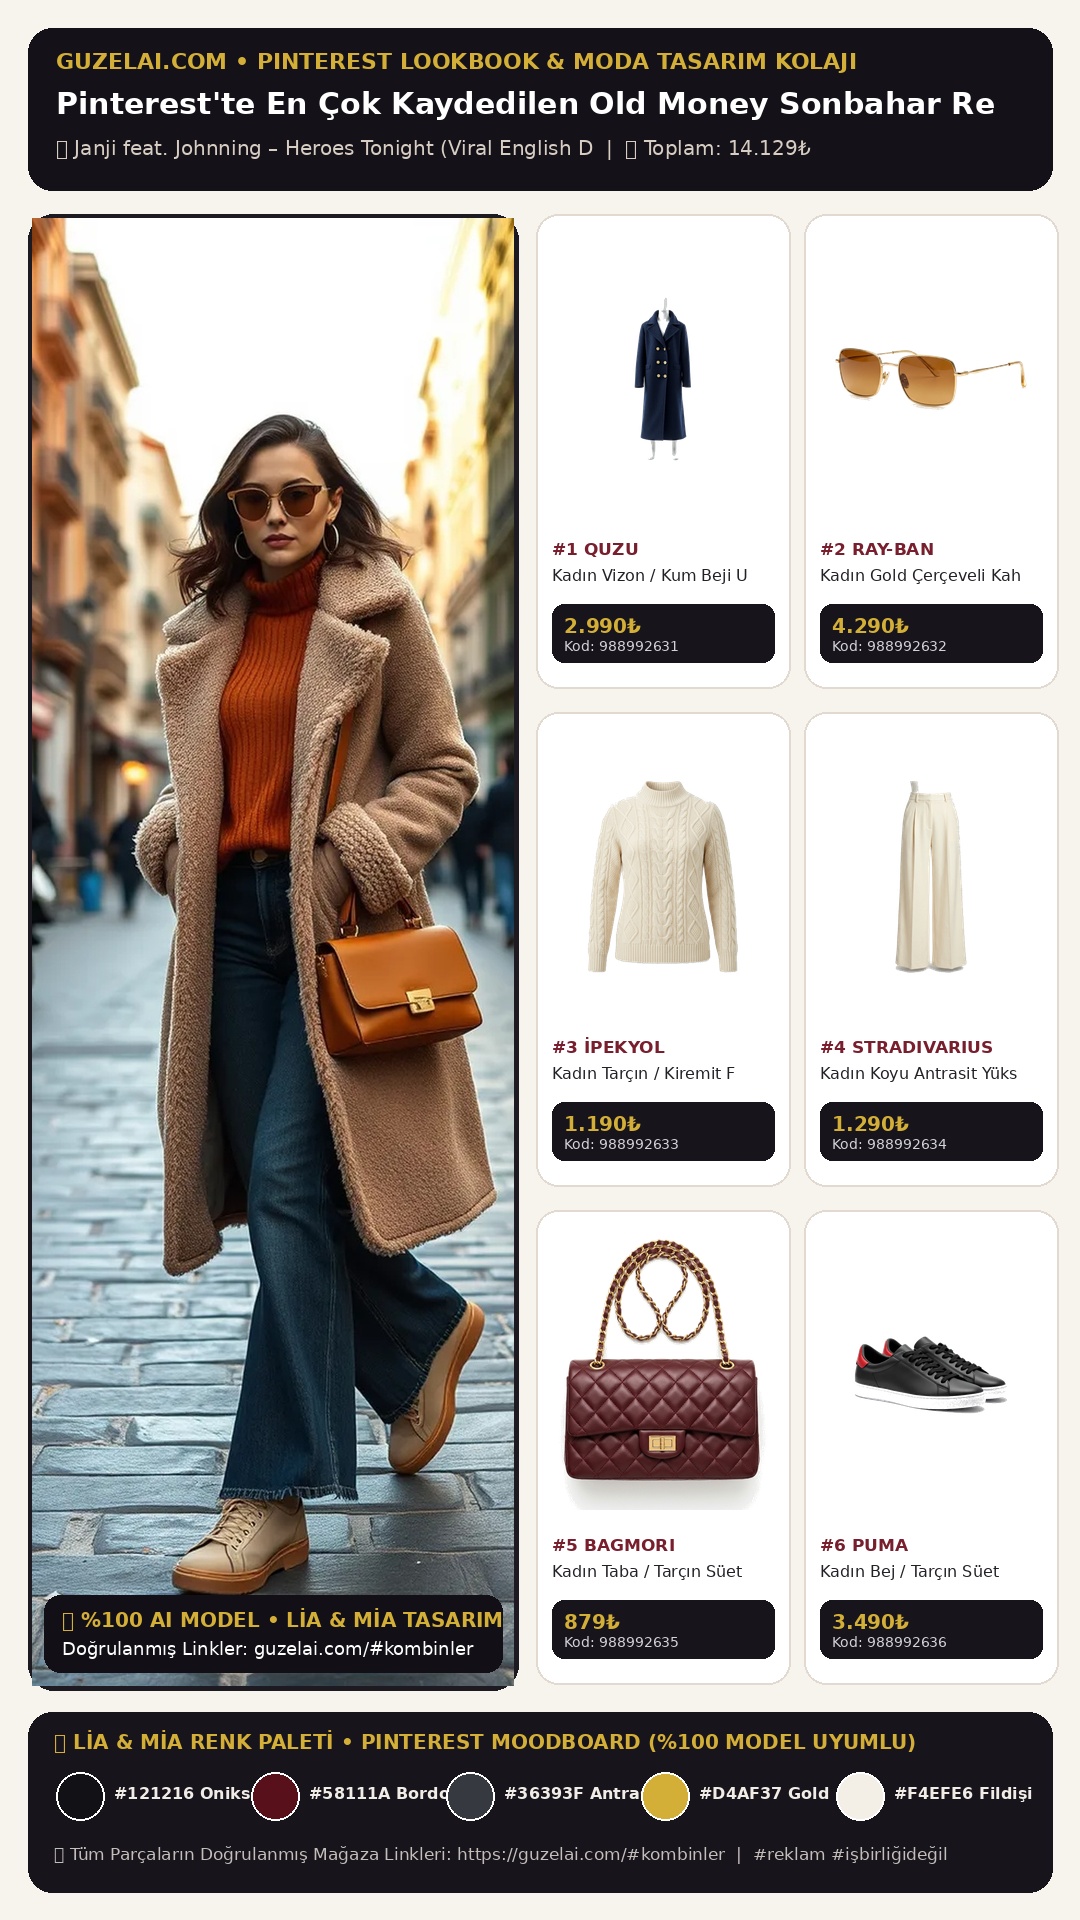 GUZELAI.COM • PINTEREST LOOKBOOK & MODA TASARIM KOLAJI
Pinterest'te En Çok Kaydedilen Old Money Sonbahar Re
Janji feat. Johnning – Heroes Tonight (Viral English D | Toplam: 14.129₺
#1 QUZU
Kadın Vizon / Kum Beji U
2.990₺
Kod: 988992631
#2 RAY-BAN
Kadın Gold Çerçeveli Kah
4.290₺
Kod: 988992632
#3 İPEKYOL
Kadın Tarçın / Kiremit F
1.190₺
Kod: 988992633
#4 STRADIVARIUS
Kadın Koyu Antrasit Yüks
1.290₺
Kod: 988992634
#5 BAGMORI
Kadın Taba / Tarçın Süet
879₺
Kod: 988992635
#6 PUMA
Kadın Bej / Tarçın Süet
3.490₺
Kod: 988992636
%100 AI MODEL • LİA & MİA TASARIM
Doğrulanmış Linkler: guzelai.com/#kombinler
LİA & MİA RENK PALETİ • PINTEREST MOODBOARD (%100 MODEL UYUMLU)
#121216 Oniks #58111A Bordo #36393F Antra #D4AF37 Gold #F4EFE6 Fildişi
Tüm Parçaların Doğrulanmış Mağaza Linkleri: https://guzelai.com/#kombinler | #reklam #işbirliğideğil